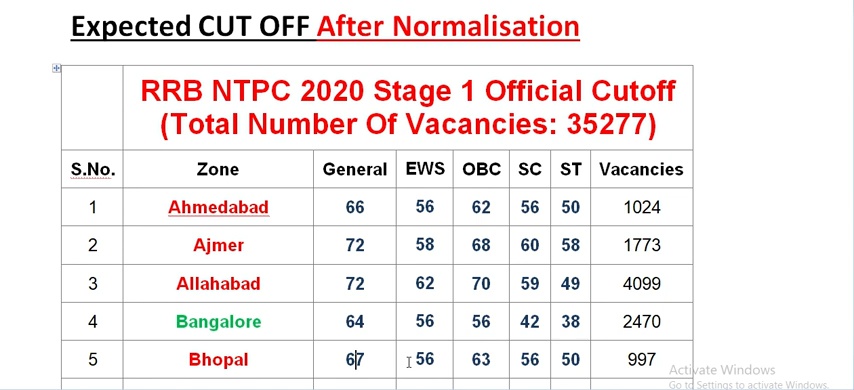 Expected CUT OFF After Normalisation
RRB NTPC 2020 Stage 1 Official Cutoff
(Total Number Of Vacancies: 35277)
S.No. Zone General EWS OBC SC ST Vacancies
1 Ahmedabad 66 56 62 56 50 1024
2 Ajmer 72 58 68 60 58 1773
3 Allahabad 72 62 70 59 49 4099
4 Bangalore 64 56 56 42 38 2470
5 Bhopal 67 56 63 56 50 997
Activate Windows
Go to Settings to activate Windows.